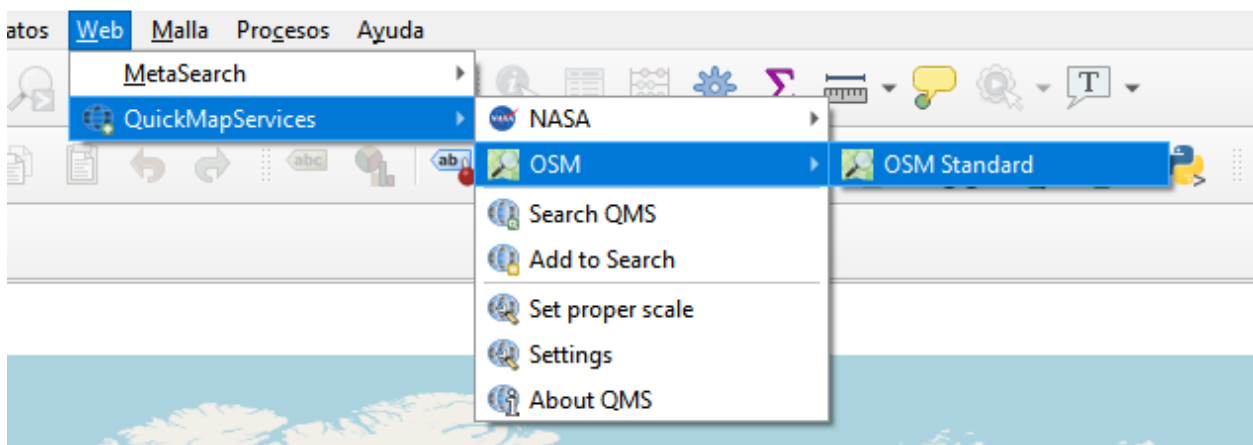 atos Web Malla Procesos Ayuda
MetaSearch
QuickMapServices
NASA
OSM
OSM Standard
Search QMS
Add to Search
Set proper scale
Settings
About QMS
abc
ab
T